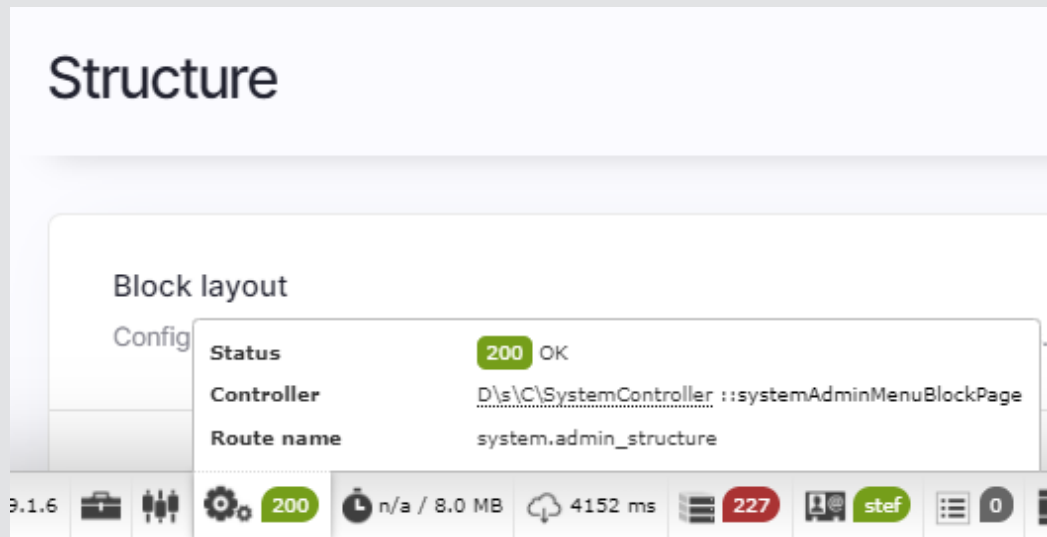 Structure
Block layout
Config
Status 200 OK
Controller D\s\C\SystemController ::systemAdminMenuBlockPage
Route name system.admin_structure
9.1.6 200 n/a / 8.0 MB 4152 ms 227 stef 0